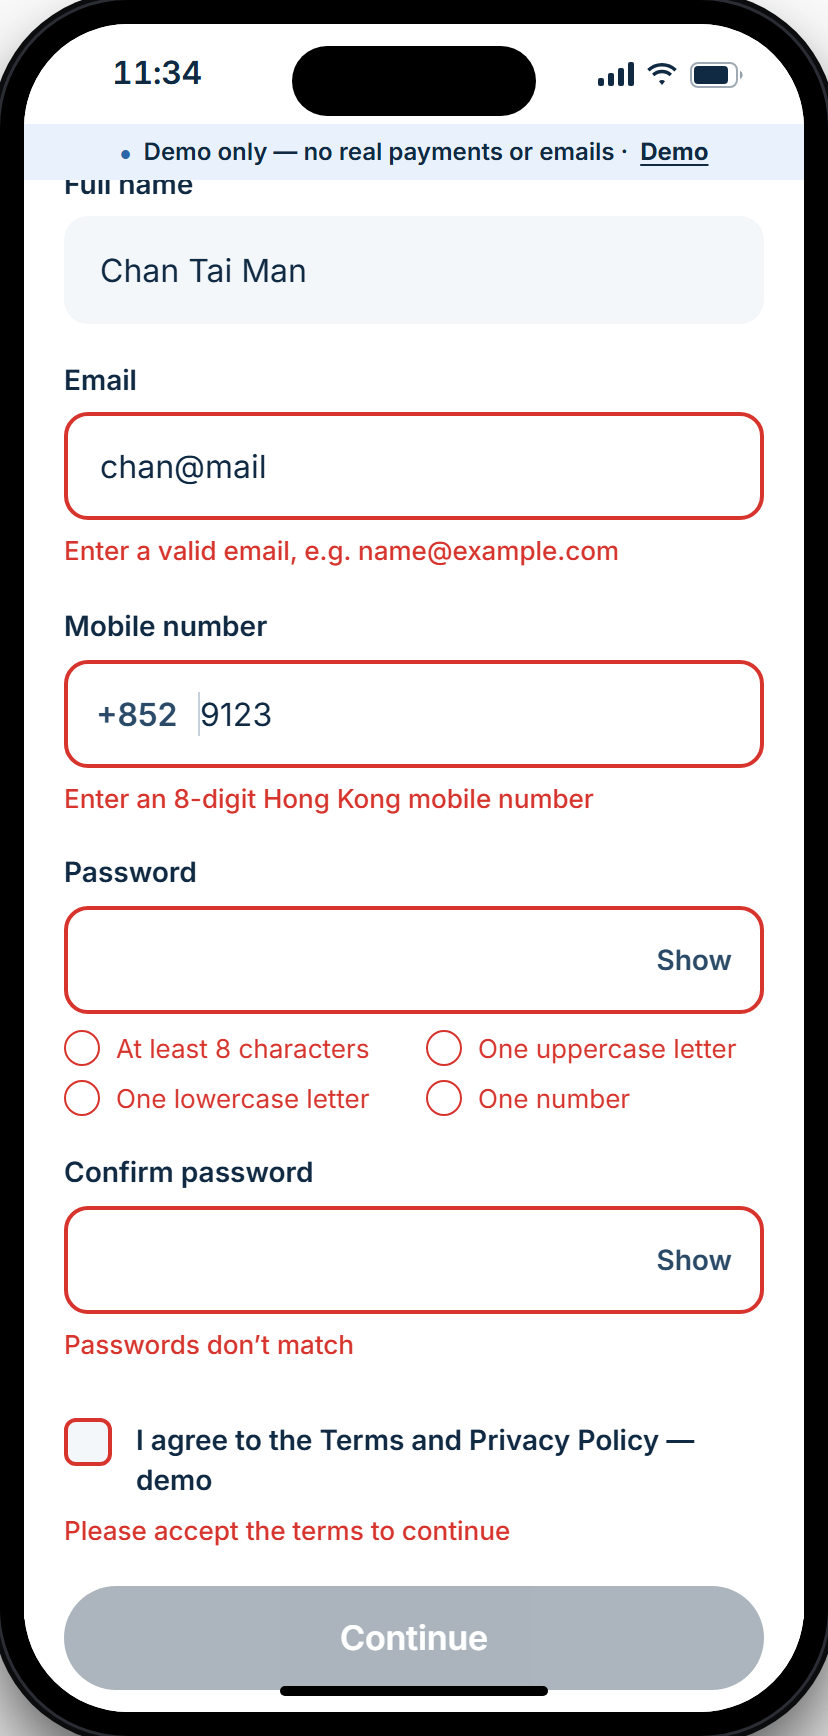 11:34
Demo only — no real payments or emails · Demo
Full name
Chan Tai Man
Email
chan@mail
Enter a valid email, e.g. name@example.com
Mobile number
+852 9123
Enter an 8-digit Hong Kong mobile number
Password
Show
At least 8 characters
One uppercase letter
One lowercase letter
One number
Confirm password
Show
Passwords don’t match
I agree to the Terms and Privacy Policy —
demo
Please accept the terms to continue
Continue